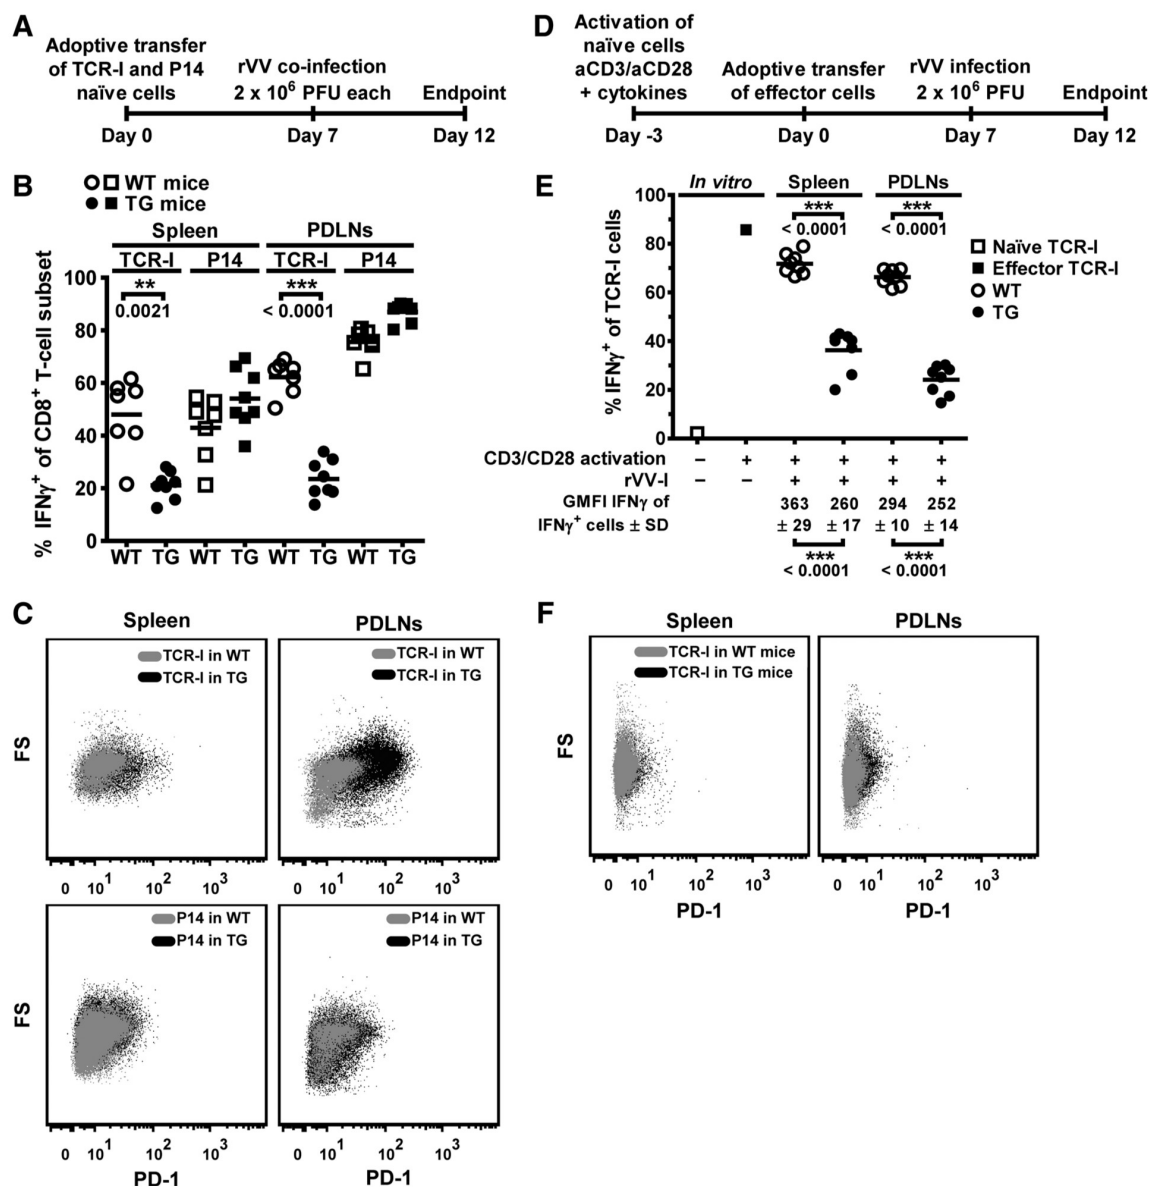 A
Adoptive transfer
of TCR-I and P14
naïve cells
rVV co-infection
2 x 10⁶ PFU each
Endpoint
Day 0
Day 7
Day 12
D
Activation of
naïve cells
aCD3/aCD28
+ cytokines
Adoptive transfer
of effector cells
rVV infection
2 x 10⁶ PFU
Endpoint
Day -3
Day 0
Day 7
Day 12
B
WT mice
TG mice
Spleen
PDLNs
TCR-I
P14
TCR-I
P14
**
0.0021
***
< 0.0001
% IFNγ⁺ of CD8⁺ T-cell subset
100
80
60
40
20
0
WT TG WT TG WT TG WT TG
E
In vitro
Spleen
PDLNs
***
< 0.0001
***
< 0.0001
% IFNγ⁺ of TCR-I cells
100
80
60
40
20
0
Naïve TCR-I
Effector TCR-I
WT
TG
CD3/CD28 activation – + + + + +
rVV-I – – + + + +
GMFI IFNγ of 363 260 294 252
IFNγ⁺ cells ± SD ± 29 ± 17 ± 10 ± 14
***
< 0.0001
***
< 0.0001
C
Spleen
PDLNs
TCR-I in WT
TCR-I in TG
TCR-I in WT
TCR-I in TG
FS
0 10¹ 10² 10³
0 10¹ 10² 10³
P14 in WT
P14 in TG
P14 in WT
P14 in TG
FS
0 10¹ 10² 10³
0 10¹ 10² 10³
PD-1
PD-1
F
Spleen
PDLNs
TCR-I in WT mice
TCR-I in TG mice
FS
0 10¹ 10² 10³
0 10¹ 10² 10³
PD-1
PD-1